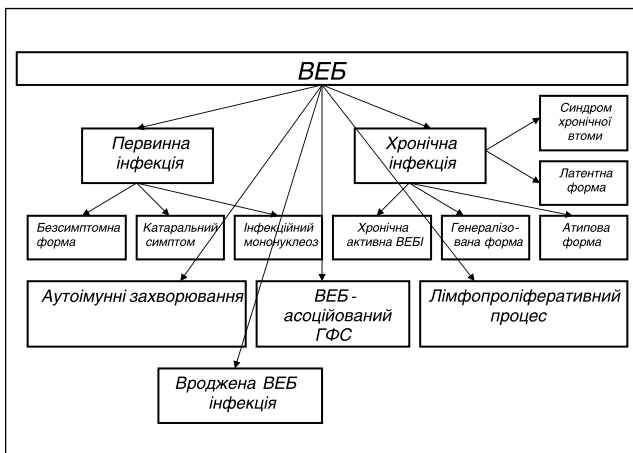 ВЕБ
Первинна
інфекція
Хронічна
інфекція
Синдром
хронічної
втоми
Латентна
форма
Безсимптомна
форма
Катаральний
симптом
Інфекційний
мононуклеоз
Хронічна
активна ВЕБІ
Генералізо-
вана форма
Атипова
форма
Аутоімунні захворювання
ВЕБ -
асоційований
ГФС
Лімфопроліферативний
процес
Вроджена ВЕБ
інфекція